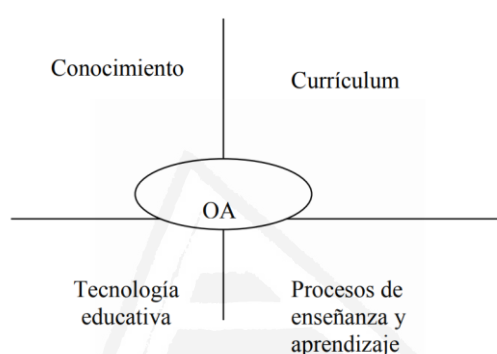 Conocimiento
Currículum
OA
Tecnología
educativa
Procesos de
enseñanza y
aprendizaje